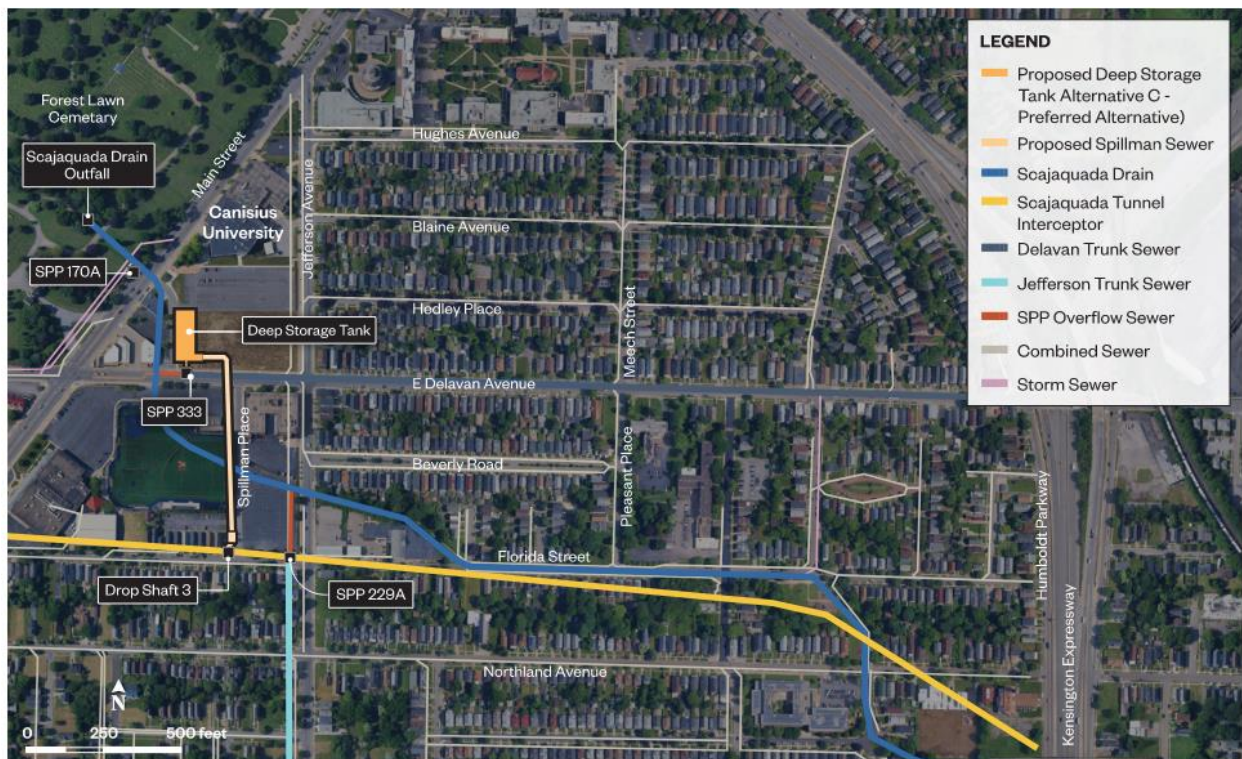 LEGEND
Proposed Deep Storage
Tank Alternative C -
Preferred Alternative)
Proposed Spillman Sewer
Scajaquada Drain
Scajaquada Tunnel
Interceptor
Delavan Trunk Sewer
Jefferson Trunk Sewer
SPP Overflow Sewer
Combined Sewer
Storm Sewer
Forest Lawn
Cemetary
Scajaquada Drain
Outfall
Main Street
Hughes Avenue
Canisius
University
Jefferson Avenue
Blaine Avenue
SPP 170A
Hedley Place
Meech Street
Deep Storage Tank
E Delavan Avenue
SPP 333
Spillman Place
Beverly Road
Pleasant Place
Florida Street
Humboldt Parkway
Drop Shaft 3
SPP 229A
Northland Avenue
Kensington Expressway
N
0 250 500 feet